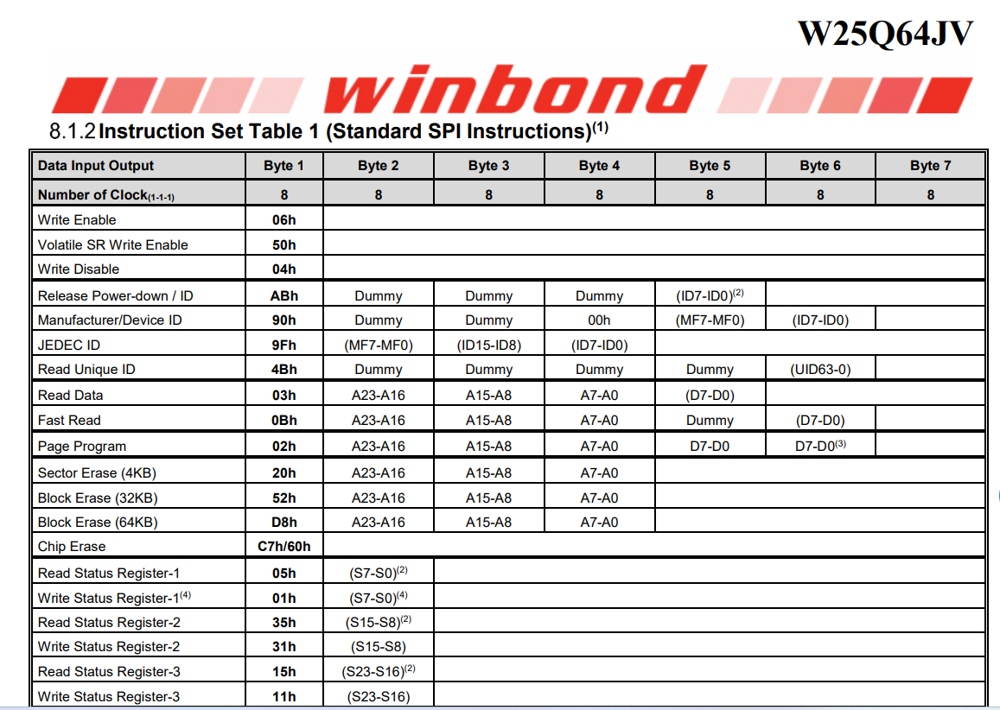 W25Q64JV
winbond
8.1.2 Instruction Set Table 1 (Standard SPI Instructions)(1)
Data Input Output Byte 1 Byte 2 Byte 3 Byte 4 Byte 5 Byte 6 Byte 7
Number of Clock(1-1-1) 8 8 8 8 8 8 8
Write Enable 06h
Volatile SR Write Enable 50h
Write Disable 04h
Release Power-down / ID ABh Dummy Dummy Dummy (ID7-ID0)(2)
Manufacturer/Device ID 90h Dummy Dummy 00h (MF7-MF0) (ID7-ID0)
JEDEC ID 9Fh (MF7-MF0) (ID15-ID8) (ID7-ID0)
Read Unique ID 4Bh Dummy Dummy Dummy Dummy (UID63-0)
Read Data 03h A23-A16 A15-A8 A7-A0 (D7-D0)
Fast Read 0Bh A23-A16 A15-A8 A7-A0 Dummy (D7-D0)
Page Program 02h A23-A16 A15-A8 A7-A0 D7-D0 D7-D0(3)
Sector Erase (4KB) 20h A23-A16 A15-A8 A7-A0
Block Erase (32KB) 52h A23-A16 A15-A8 A7-A0
Block Erase (64KB) D8h A23-A16 A15-A8 A7-A0
Chip Erase C7h/60h
Read Status Register-1 05h (S7-S0)(2)
Write Status Register-1(4) 01h (S7-S0)(4)
Read Status Register-2 35h (S15-S8)(2)
Write Status Register-2 31h (S15-S8)
Read Status Register-3 15h (S23-S16)(2)
Write Status Register-3 11h (S23-S16)